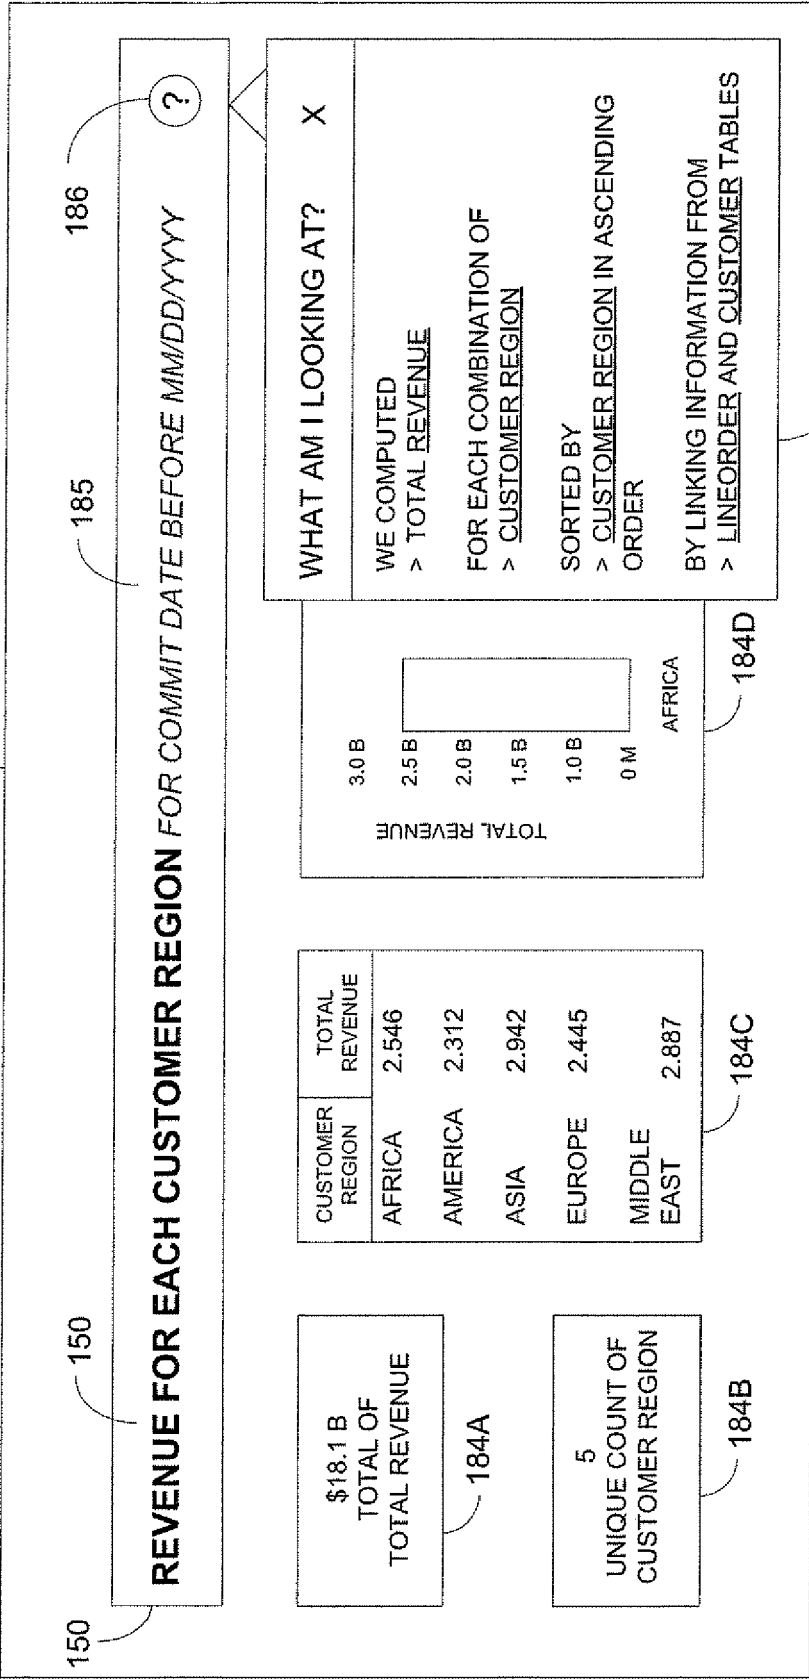 186
185
150
150
REVENUE FOR EACH CUSTOMER REGION FOR COMMIT DATE BEFORE MM/DD/YYYY ?
$18.1 B
TOTAL OF
TOTAL REVENUE
184A
5
UNIQUE COUNT OF
CUSTOMER REGION
184B
CUSTOMER REGION TOTAL REVENUE
AFRICA 2.546
AMERICA 2.312
ASIA 2.942
EUROPE 2.445
MIDDLE
EAST 2.887
184C
TOTAL REVENUE
3.0 B
2.5 B
2.0 B
1.5 B
1.0 B
0 M
AFRICA
184D
WHAT AM I LOOKING AT? X
WE COMPUTED
> TOTAL REVENUE
FOR EACH COMBINATION OF
> CUSTOMER REGION
SORTED BY
> CUSTOMER REGION IN ASCENDING
ORDER
BY LINKING INFORMATION FROM
> LINEORDER AND CUSTOMER TABLES